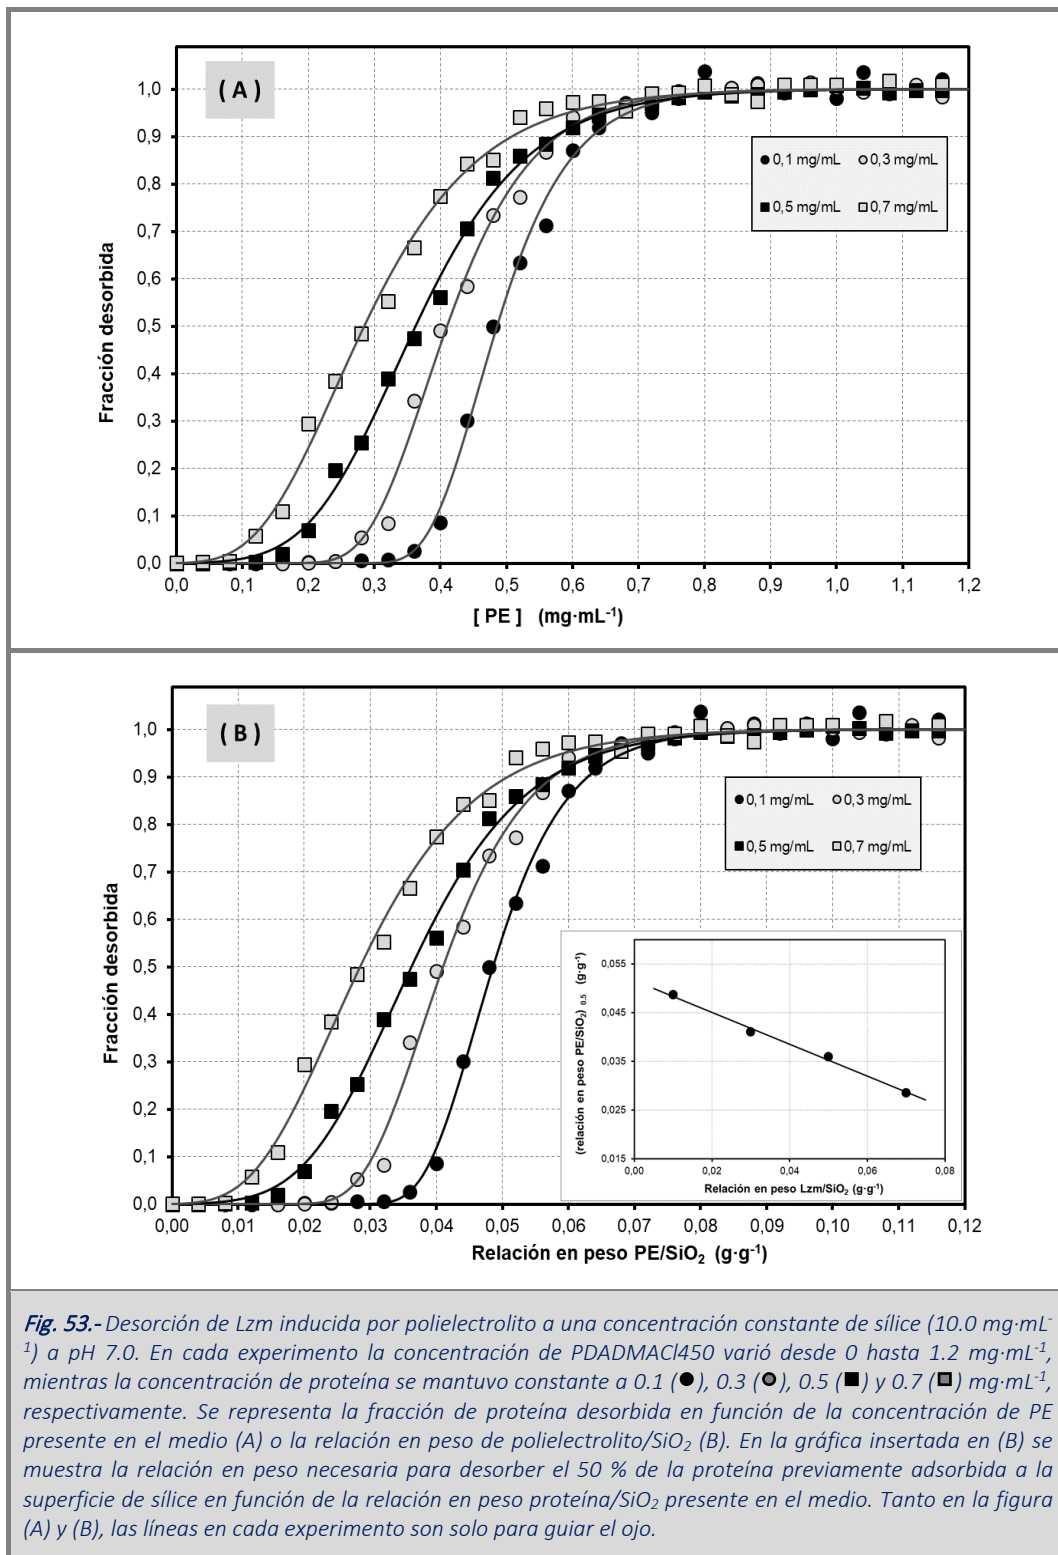 ( A )
1,0
0,9
0,8
0,7
0,6
0,5
0,4
0,3
0,2
0,1
0,0
Fracción desorbida
0,1 mg/mL 0,3 mg/mL
0,5 mg/mL 0,7 mg/mL
0,0 0,1 0,2 0,3 0,4 0,5 0,6 0,7 0,8 0,9 1,0 1,1 1,2
[ PE ] (mg·mL-1)
( B )
1,0
0,9
0,8
0,7
0,6
0,5
0,4
0,3
0,2
0,1
0,0
Fracción desorbida
0,1 mg/mL 0,3 mg/mL
0,5 mg/mL 0,7 mg/mL
(relación en peso PE/SiO2) 0.5 (g·g-1)
0,055
0,045
0,035
0,025
0,015
0,00 0,02 0,04 0,06 0,08
Relación en peso Lzm/SiO2 (g·g-1)
0,00 0,01 0,02 0,03 0,04 0,05 0,06 0,07 0,08 0,09 0,10 0,11 0,12
Relación en peso PE/SiO2 (g·g-1)
Fig. 53.- Desorción de Lzm inducida por polielectrolito a una concentración constante de sílice (10.0 mg·mL-
1) a pH 7.0. En cada experimento la concentración de PDADMACl450 varió desde 0 hasta 1.2 mg·mL-1,
mientras la concentración de proteína se mantuvo constante a 0.1 (●), 0.3 (●), 0.5 (■) y 0.7 (■) mg·mL-1,
respectivamente. Se representa la fracción de proteína desorbida en función de la concentración de PE
presente en el medio (A) o la relación en peso de polielectrolito/SiO2 (B). En la gráfica insertada en (B) se
muestra la relación en peso necesaria para desorber el 50 % de la proteína previamente adsorbida a la
superficie de sílice en función de la relación en peso proteína/SiO2 presente en el medio. Tanto en la figura
(A) y (B), las líneas en cada experimento son solo para guiar el ojo.